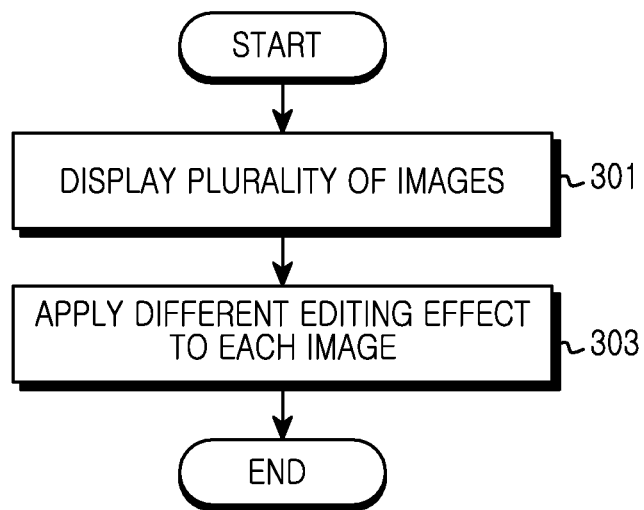 START
DISPLAY PLURALITY OF IMAGES
301
APPLY DIFFERENT EDITING EFFECT
TO EACH IMAGE
303
END